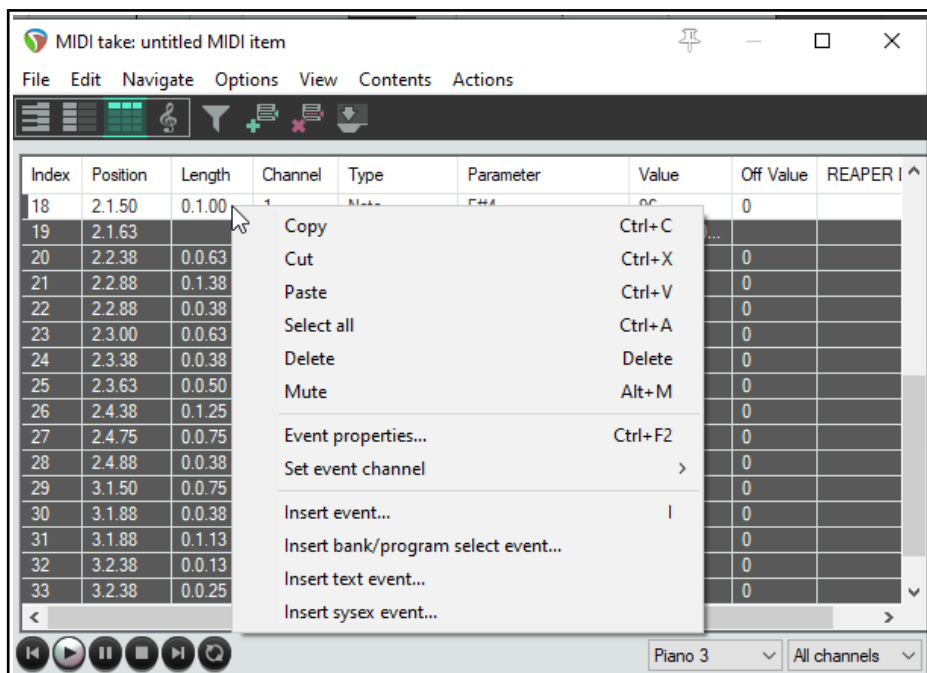 MIDI take: untitled MIDI item
File Edit Navigate Options View Contents Actions
Index Position Length Channel Type Parameter Value Off Value REAPER
18 2.1.50 0.1.00 1 Note F#4 96 0
19 2.1.63 ...
20 2.2.38 0.0.63 0
21 2.2.88 0.1.38 0
22 2.2.88 0.0.38 0
23 2.3.00 0.0.63 0
24 2.3.38 0.0.38 0
25 2.3.63 0.0.50 0
26 2.4.38 0.1.25 0
27 2.4.75 0.0.75 0
28 2.4.88 0.0.38 0
29 3.1.50 0.0.75 0
30 3.1.88 0.0.38 0
31 3.1.88 0.1.13 0
32 3.2.38 0.0.13 0
33 3.2.38 0.0.25 0
Copy Ctrl+C
Cut Ctrl+X
Paste Ctrl+V
Select all Ctrl+A
Delete Delete
Mute Alt+M
Event properties... Ctrl+F2
Set event channel
Insert event... I
Insert bank/program select event...
Insert text event...
Insert sysex event...
Piano 3 All channels